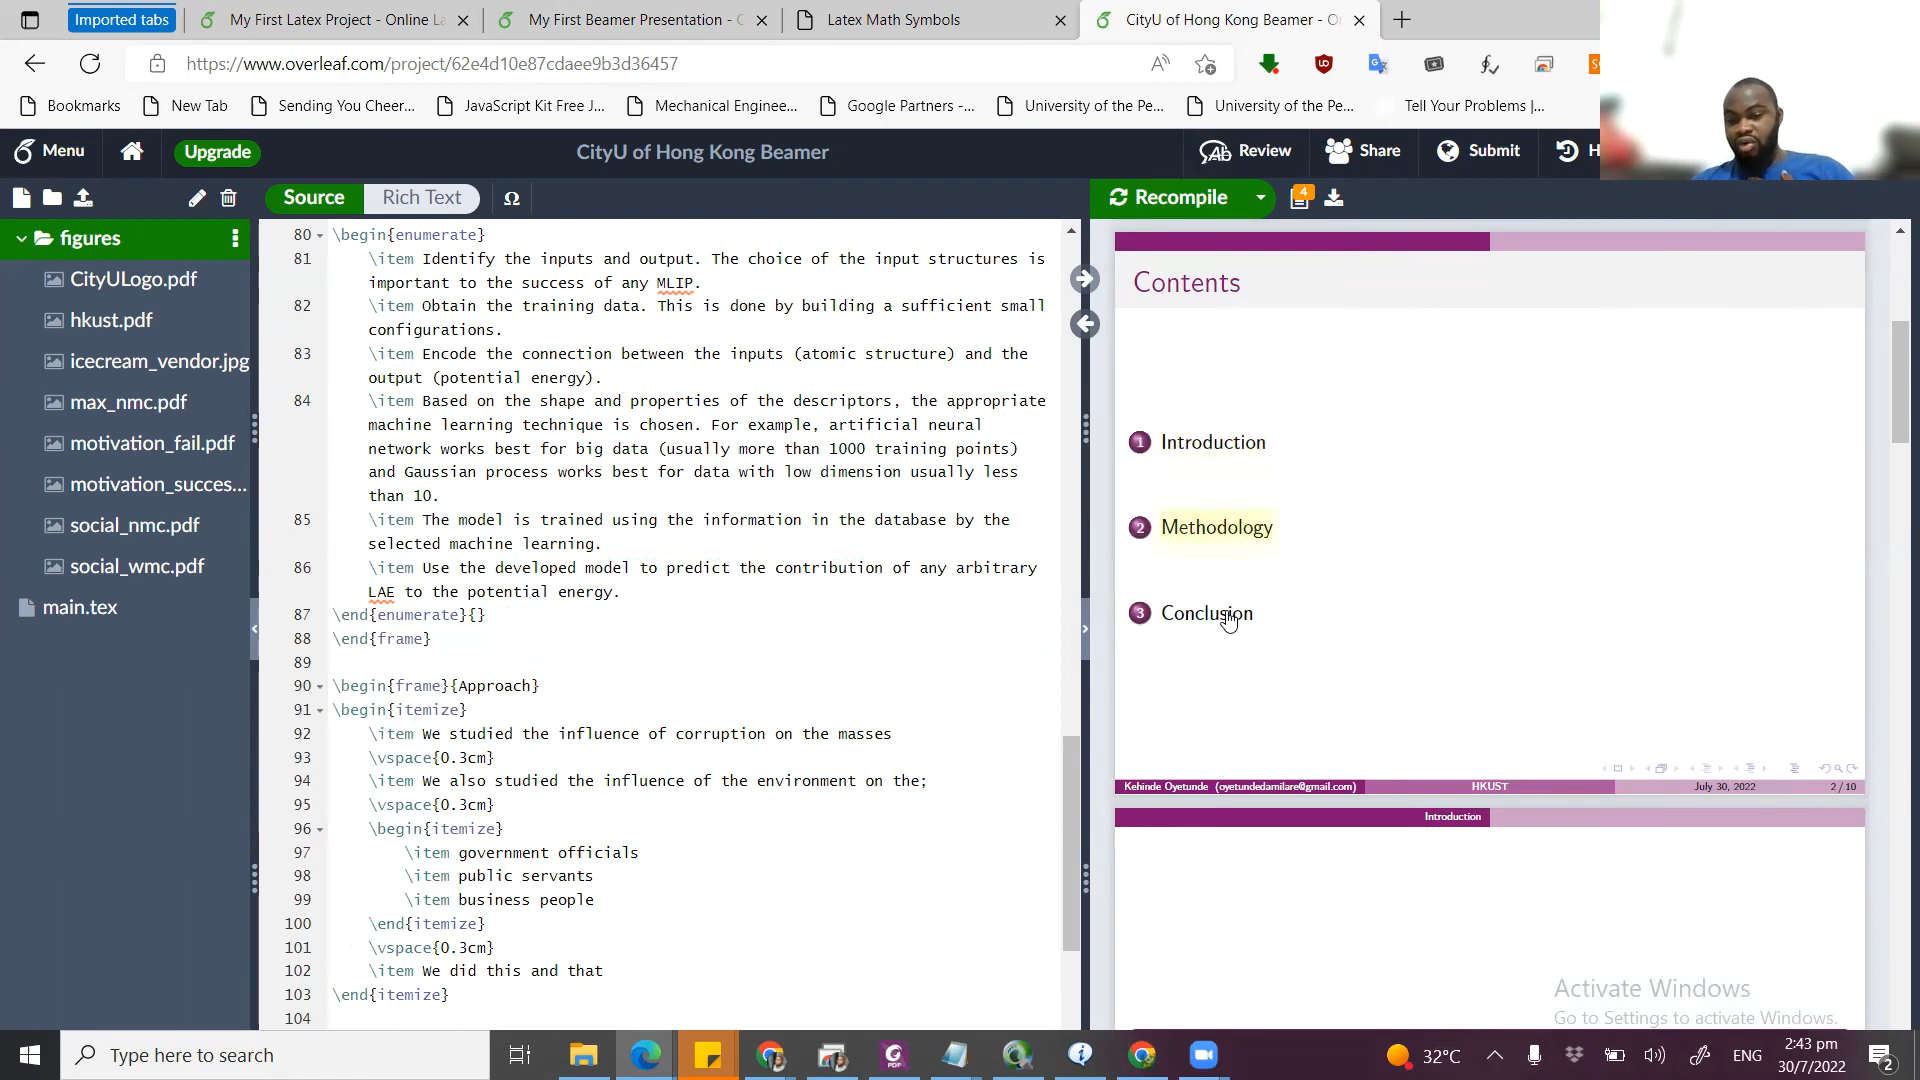 Imported tabs
My First Latex Project - Online La
My First Beamer Presentation - O
Latex Math Symbols
CityU of Hong Kong Beamer - On
https://www.overleaf.com/project/62e4d10e87cdaee9b3d36457
Bookmarks
New Tab
Sending You Cheer...
JavaScript Kit Free J...
Mechanical Enginee...
Google Partners -...
University of the Pe...
University of the Pe...
Tell Your Problems |...
Menu
Upgrade
CityU of Hong Kong Beamer
Review
Share
Submit
H
Source
Rich Text
Ω
Recompile
4
figures
CityULogo.pdf
hkust.pdf
icecream_vendor.jpg
max_nmc.pdf
motivation_fail.pdf
motivation_succes...
social_nmc.pdf
social_wmc.pdf
main.tex
80 \begin{enumerate}
81 \item Identify the inputs and output. The choice of the input structures is
important to the success of any MLIP.
82 \item Obtain the training data. This is done by building a sufficient small
configurations.
83 \item Encode the connection between the inputs (atomic structure) and the
output (potential energy).
84 \item Based on the shape and properties of the descriptors, the appropriate
machine learning technique is chosen. For example, artificial neural
network works best for big data (usually more than 1000 training points)
and Gaussian process works best for data with low dimension usually less
than 10.
85 \item The model is trained using the information in the database by the
selected machine learning.
86 \item Use the developed model to predict the contribution of any arbitrary
LAE to the potential energy.
87 \end{enumerate}{}
88 \end{frame}
89
90 \begin{frame}{Approach}
91 \begin{itemize}
92 \item We studied the influence of corruption on the masses
93 \vspace{0.3cm}
94 \item We also studied the influence of the environment on the;
95 \vspace{0.3cm}
96 \begin{itemize}
97 \item government officials
98 \item public servants
99 \item business people
100 \end{itemize}
101 \vspace{0.3cm}
102 \item We did this and that
103 \end{itemize}
104
Contents
1 Introduction
2 Methodology
3 Conclusion
Kehinde Oyetunde (oyetundedamilare@gmail.com)
HKUST
July 30, 2022
2 / 10
Introduction
Activate Windows
Go to Settings to activate Windows.
Type here to search
32°C
ENG
2:43 pm
30/7/2022
2